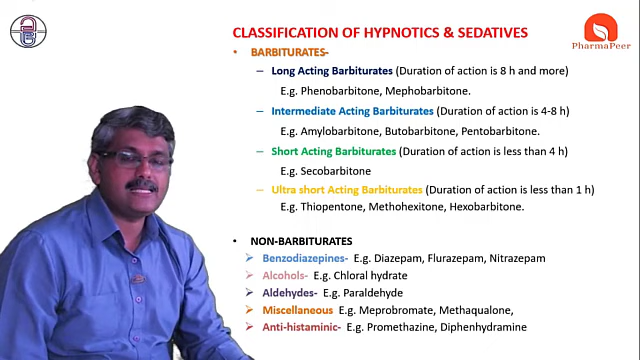 CLASSIFICATION OF HYPNOTICS & SEDATIVES
PharmaPeer
• BARBITURATES-
– Long Acting Barbiturates (Duration of action is 8 h and more)
E.g. Phenobarbitone, Mephobarbitone.
– Intermediate Acting Barbiturates (Duration of action is 4-8 h)
E.g. Amylobarbitone, Butobarbitone, Pentobarbitone.
– Short Acting Barbiturates (Duration of action is less than 4 h)
E.g. Secobarbitone
– Ultra short Acting Barbiturates (Duration of action is less than 1 h)
E.g. Thiopentone, Methohexitone, Hexobarbitone.
• NON-BARBITURATES
➢ Benzodiazepines- E.g. Diazepam, Flurazepam, Nitrazepam
➢ Alcohols- E.g. Chloral hydrate
➢ Aldehydes- E.g. Paraldehyde
➢ Miscellaneous E.g. Meprobromate, Methaqualone,
➢ Anti-histaminic- E.g. Promethazine, Diphenhydramine